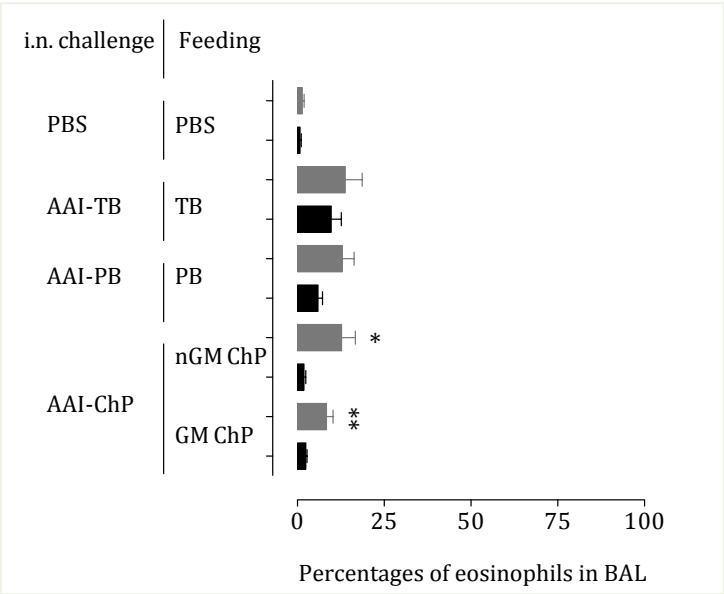 i.n. challenge Feeding
PBS PBS
AAI-TB TB
AAI-PB PB
nGM ChP *
AAI-ChP
GM ChP **
0 25 50 75 100
Percentages of eosinophils in BAL